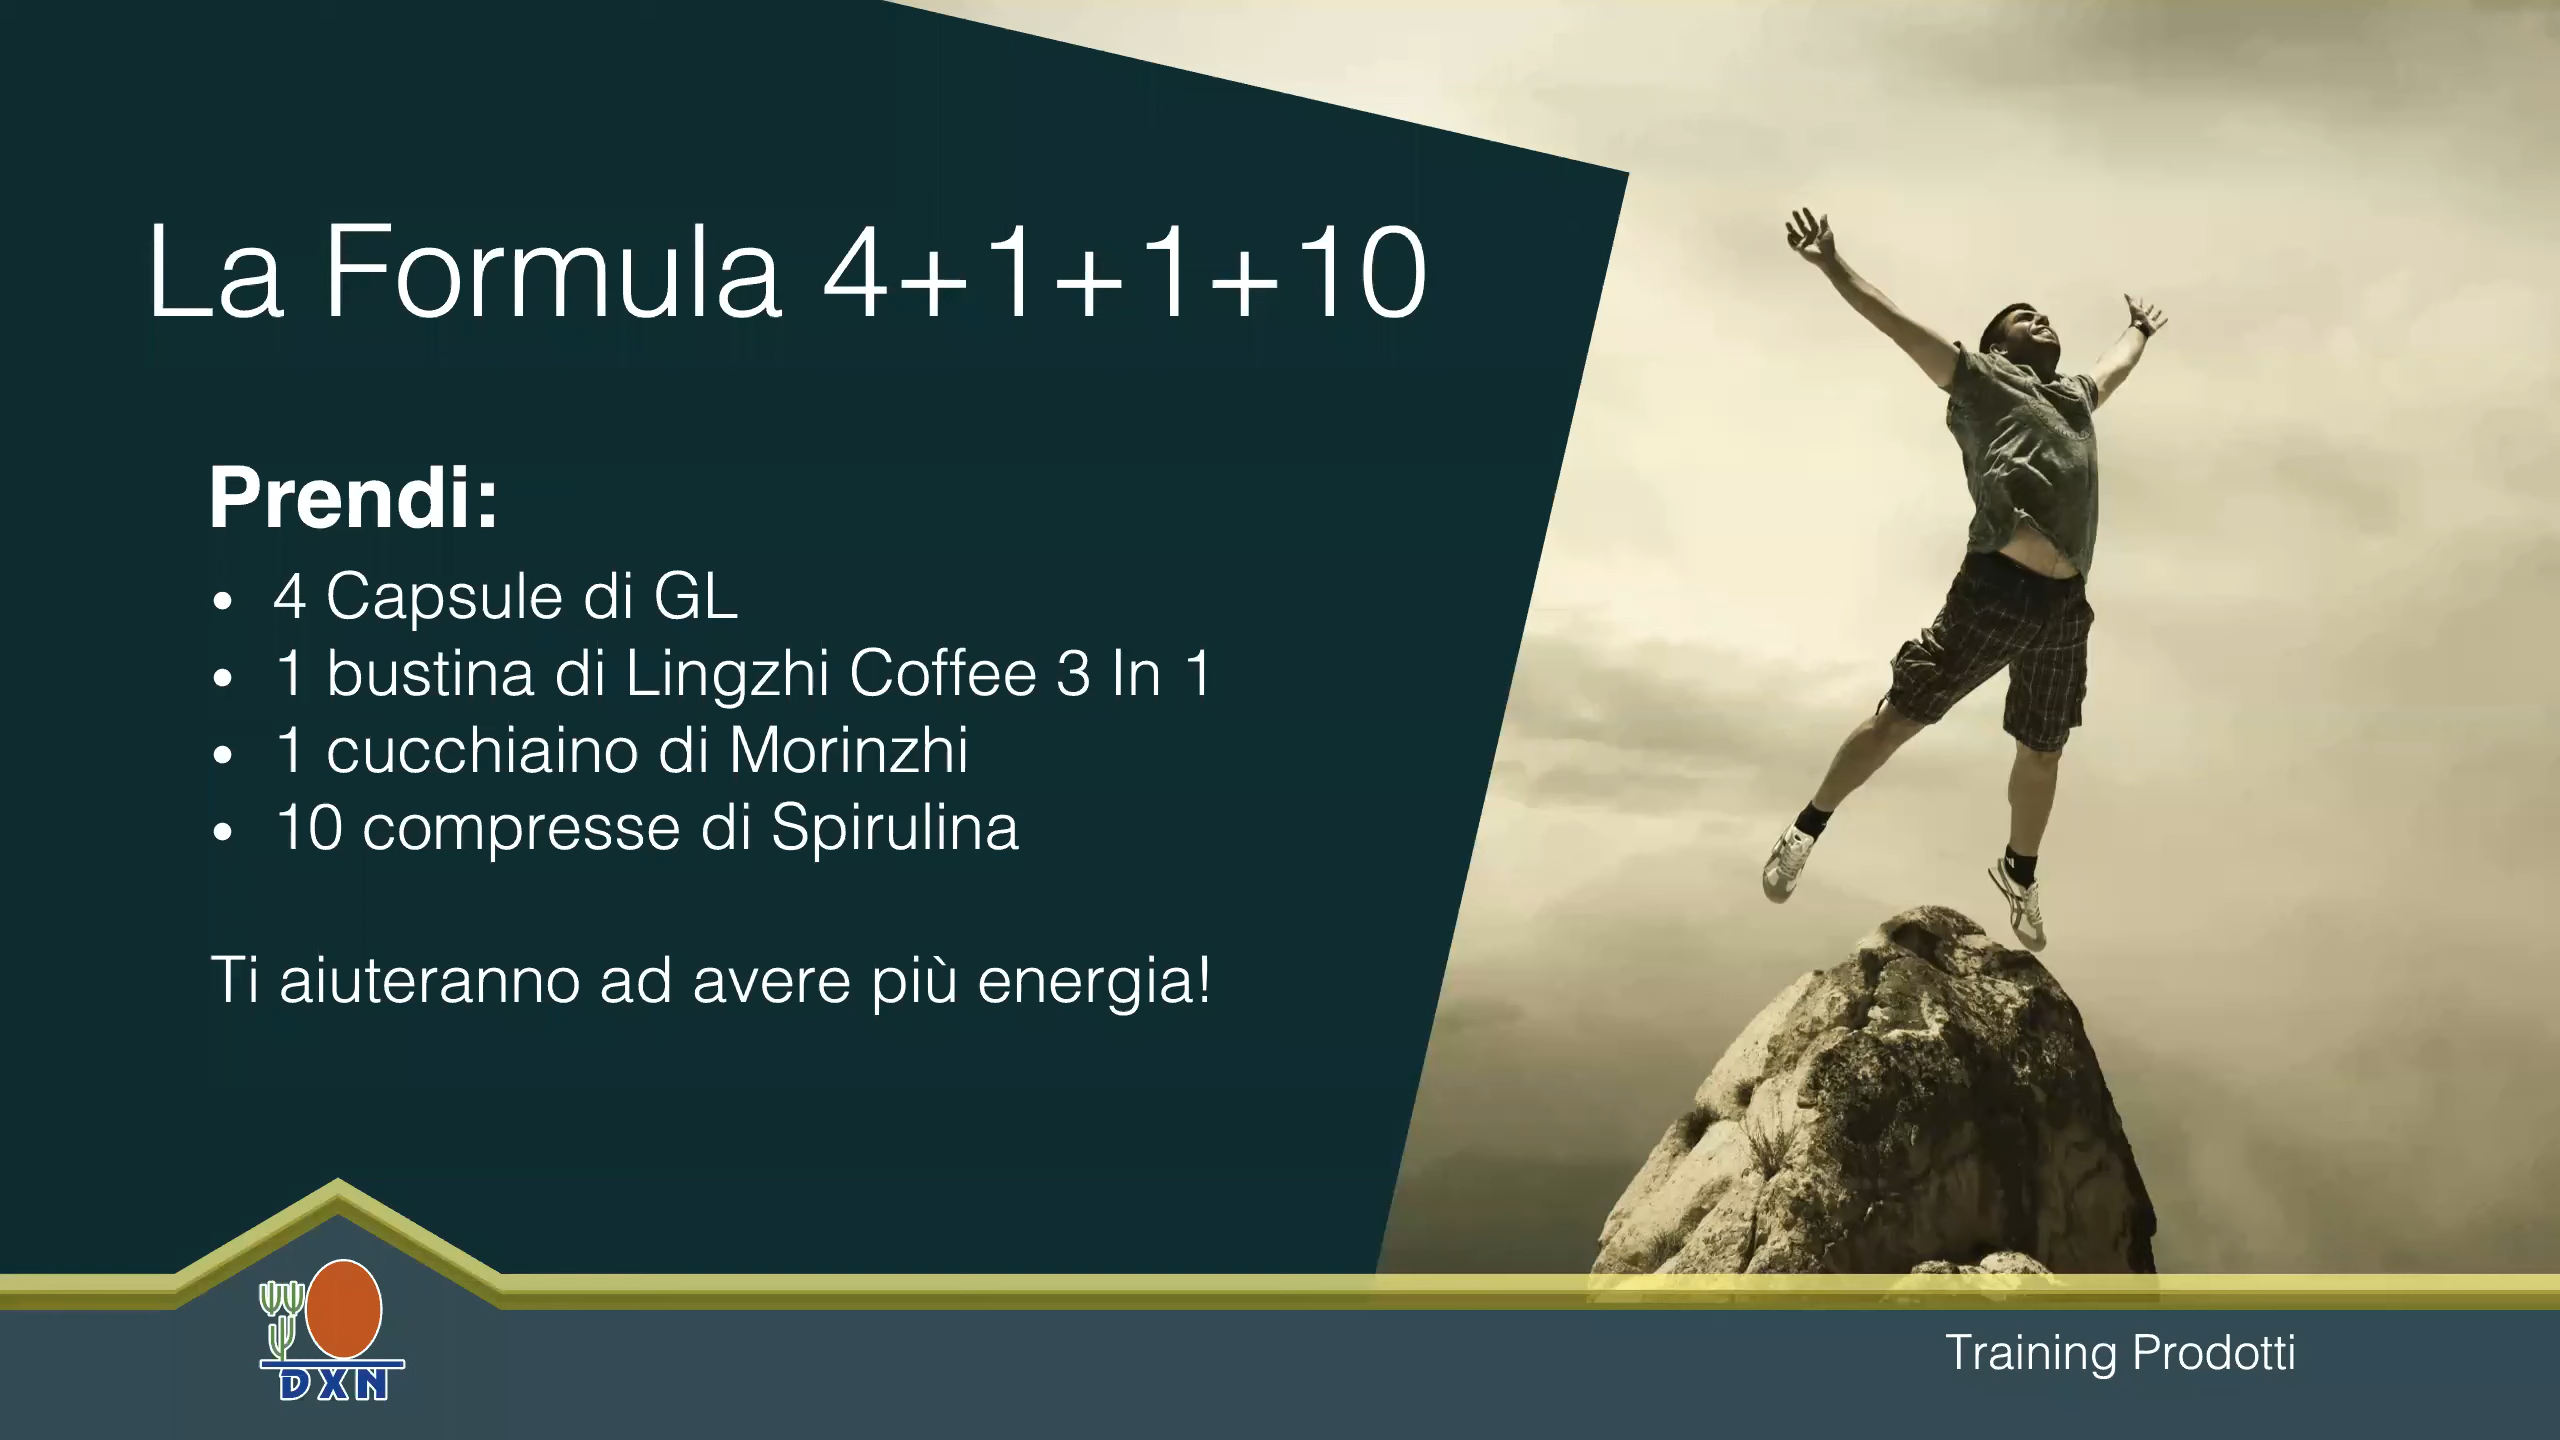 La Formula 4+1+1+10
Prendi:
• 4 Capsule di GL
• 1 bustina di Lingzhi Coffee 3 In 1
• 1 cucchiaino di Morinzhi
• 10 compresse di Spirulina
Ti aiuteranno ad avere più energia!
DXN
Training Prodotti